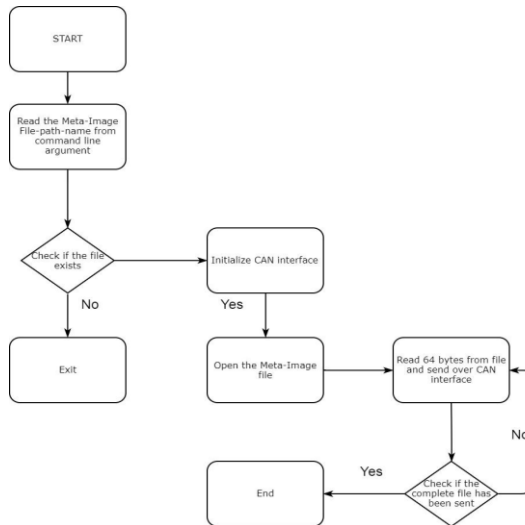 START
Read the Meta-Image
File-path-name from
command line
argument
Check if the file
exists
Initialize CAN interface
No
Yes
Exit
Open the Meta-Image
file
Read 64 bytes from file
and send over CAN
interface
No
Yes
End
Check if the
complete file has
been sent